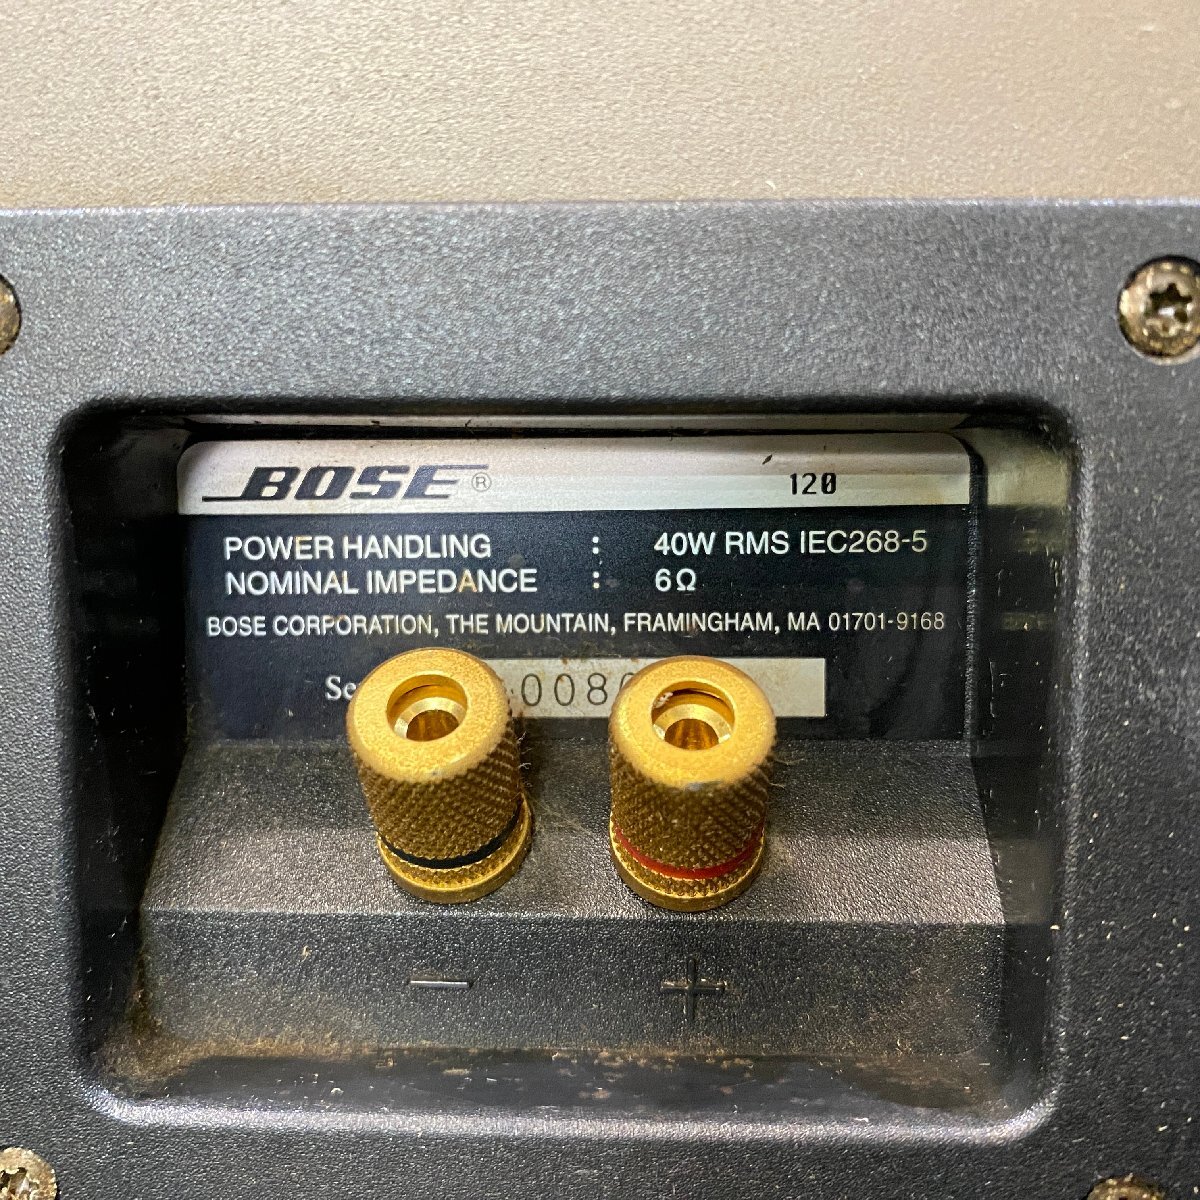 BOSE® 120
POWER HANDLING : 40W RMS IEC268-5
NOMINAL IMPEDANCE : 6Ω
BOSE CORPORATION, THE MOUNTAIN, FRAMINGHAM, MA 01701-9168
− +